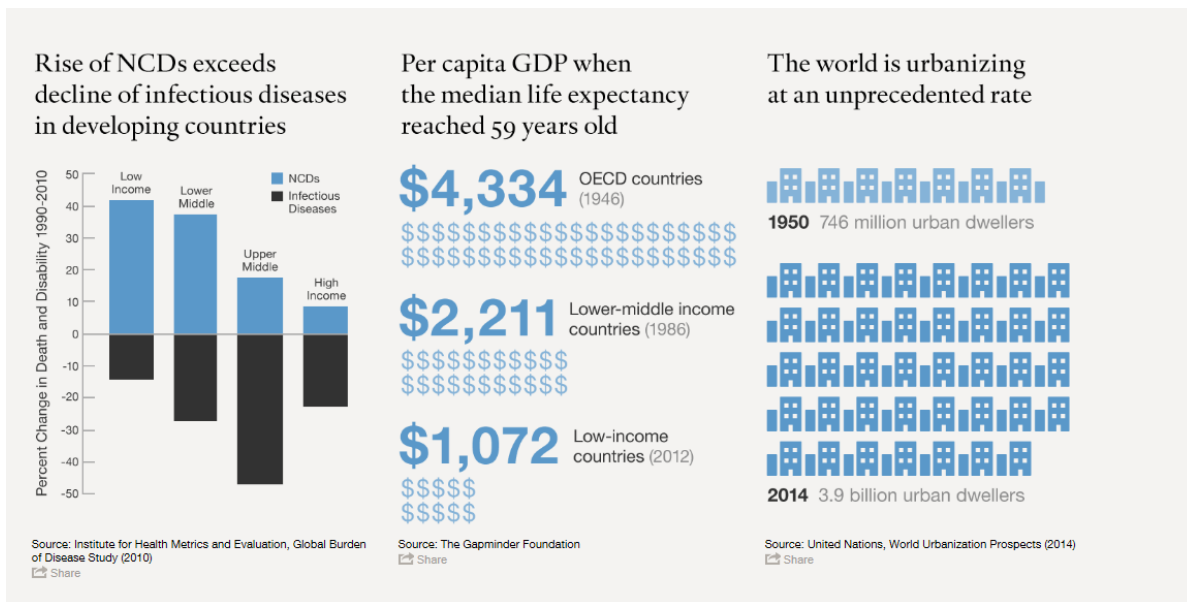 Rise of NCDs exceeds
decline of infectious diseases
in developing countries
Percent Change in Death and Disability 1990-2010
50
40
30
20
10
0
-10
-20
-30
-40
-50
Low
Income
Lower
Middle
Upper
Middle
High
Income
NCDs
Infectious
Diseases
Source: Institute for Health Metrics and Evaluation, Global Burden
of Disease Study (2010)
Share
Per capita GDP when
the median life expectancy
reached 59 years old
$4,334 OECD countries
(1946)
$$$$$$$$$$$$$$$$$$$$$$
$$$$$$$$$$$$$$$$$$$$$$
$2,211 Lower-middle income
countries (1986)
$$$$$$$$$$$
$$$$$$$$$$$
$1,072 Low-income
countries (2012)
$$$$$
$$$$$
Source: The Gapminder Foundation
Share
The world is urbanizing
at an unprecedented rate
1950 746 million urban dwellers
2014 3.9 billion urban dwellers
Source: United Nations, World Urbanization Prospects (2014)
Share